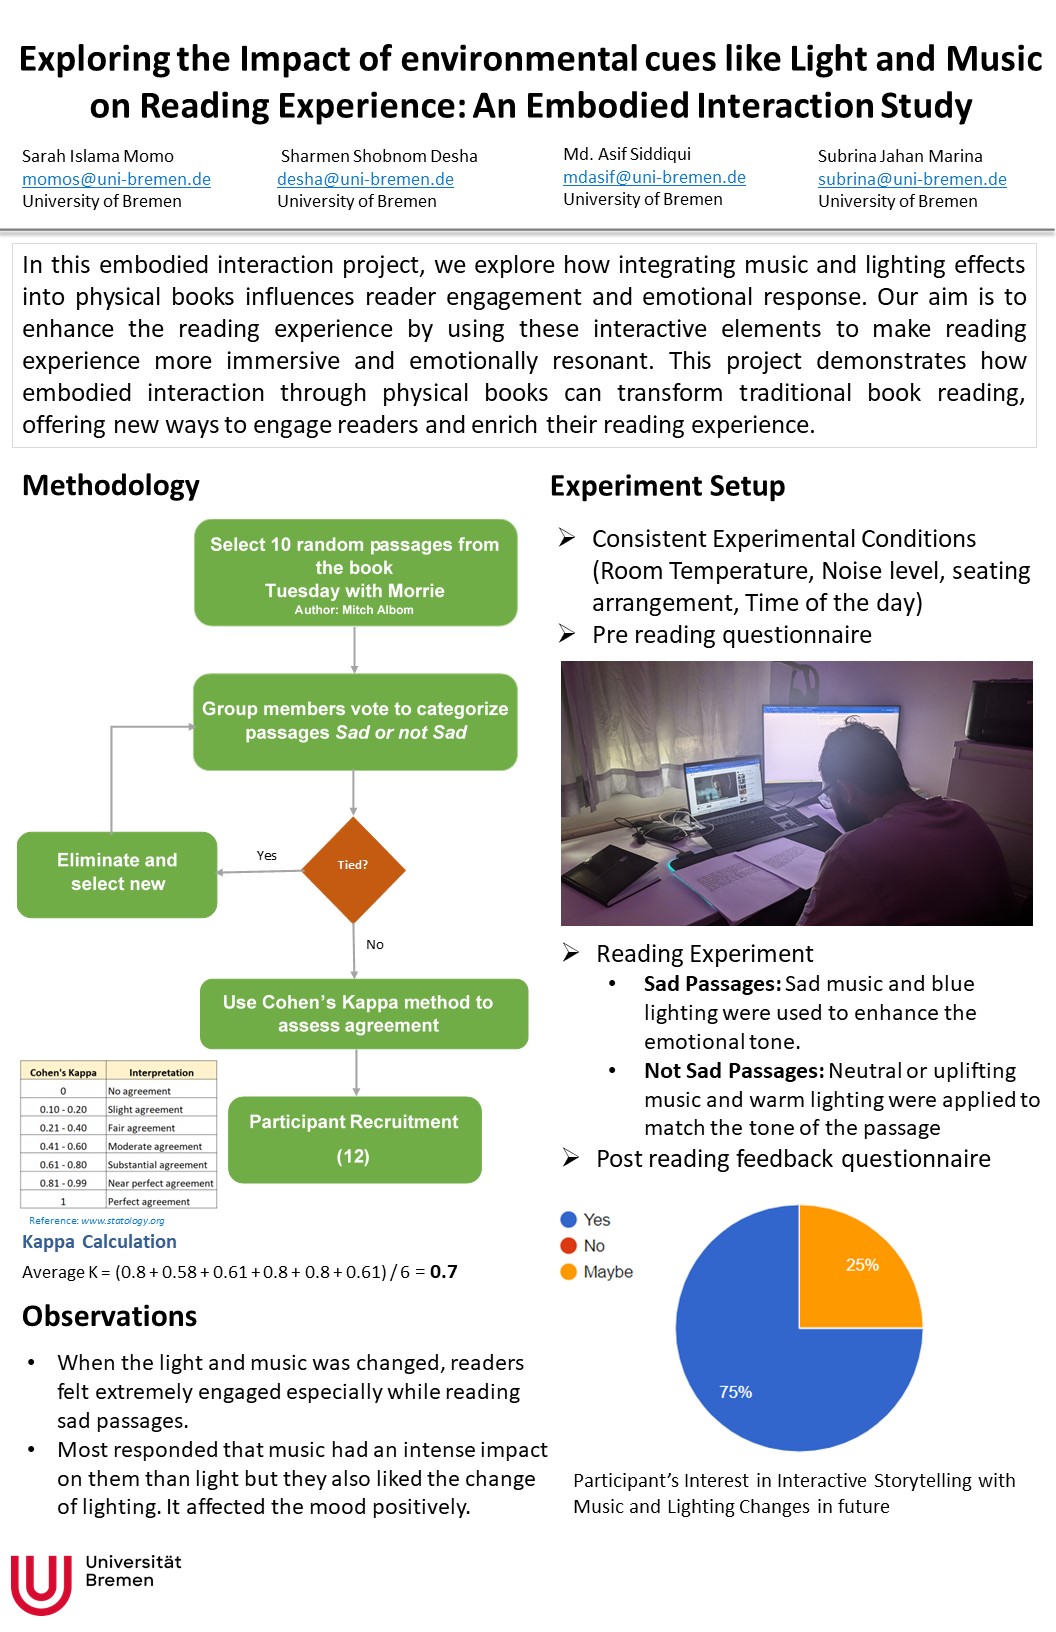 Exploring the Impact of environmental cues like Light and Music
on Reading Experience: An Embodied Interaction Study
Sarah Islama Momo
momos@uni-bremen.de
University of Bremen
Sharmen Shobnom Desha
desha@uni-bremen.de
University of Bremen
Md. Asif Siddiqui
mdasif@uni-bremen.de
University of Bremen
Subrina Jahan Marina
subrina@uni-bremen.de
University of Bremen
In this embodied interaction project, we explore how integrating music and lighting effects
into physical books influences reader engagement and emotional response. Our aim is to
enhance the reading experience by using these interactive elements to make reading
experience more immersive and emotionally resonant. This project demonstrates how
embodied interaction through physical books can transform traditional book reading,
offering new ways to engage readers and enrich their reading experience.
Methodology
Select 10 random passages from
the book
Tuesday with Morrie
Author: Mitch Albom
Group members vote to categorize
passages Sad or not Sad
Tied?
Yes
Eliminate and
select new
No
Use Cohen's Kappa method to
assess agreement
Participant Recruitment
(12)
Cohen's Kappa Interpretation
0 No agreement
0.10 - 0.20 Slight agreement
0.21 - 0.40 Fair agreement
0.41 - 0.60 Moderate agreement
0.61 - 0.80 Substantial agreement
0.81 - 0.99 Near perfect agreement
1 Perfect agreement
Reference: www.statology.org
Kappa Calculation
Average K = (0.8 + 0.58 + 0.61 + 0.8 + 0.8 + 0.61) / 6 = 0.7
Observations
• When the light and music was changed, readers
felt extremely engaged especially while reading
sad passages.
• Most responded that music had an intense impact
on them than light but they also liked the change
of lighting. It affected the mood positively.
Experiment Setup
➢ Consistent Experimental Conditions
(Room Temperature, Noise level, seating
arrangement, Time of the day)
➢ Pre reading questionnaire
➢ Reading Experiment
• Sad Passages: Sad music and blue
lighting were used to enhance the
emotional tone.
• Not Sad Passages: Neutral or uplifting
music and warm lighting were applied to
match the tone of the passage
➢ Post reading feedback questionnaire
Yes
No
Maybe
25%
75%
Participant's Interest in Interactive Storytelling with
Music and Lighting Changes in future
Universität
Bremen